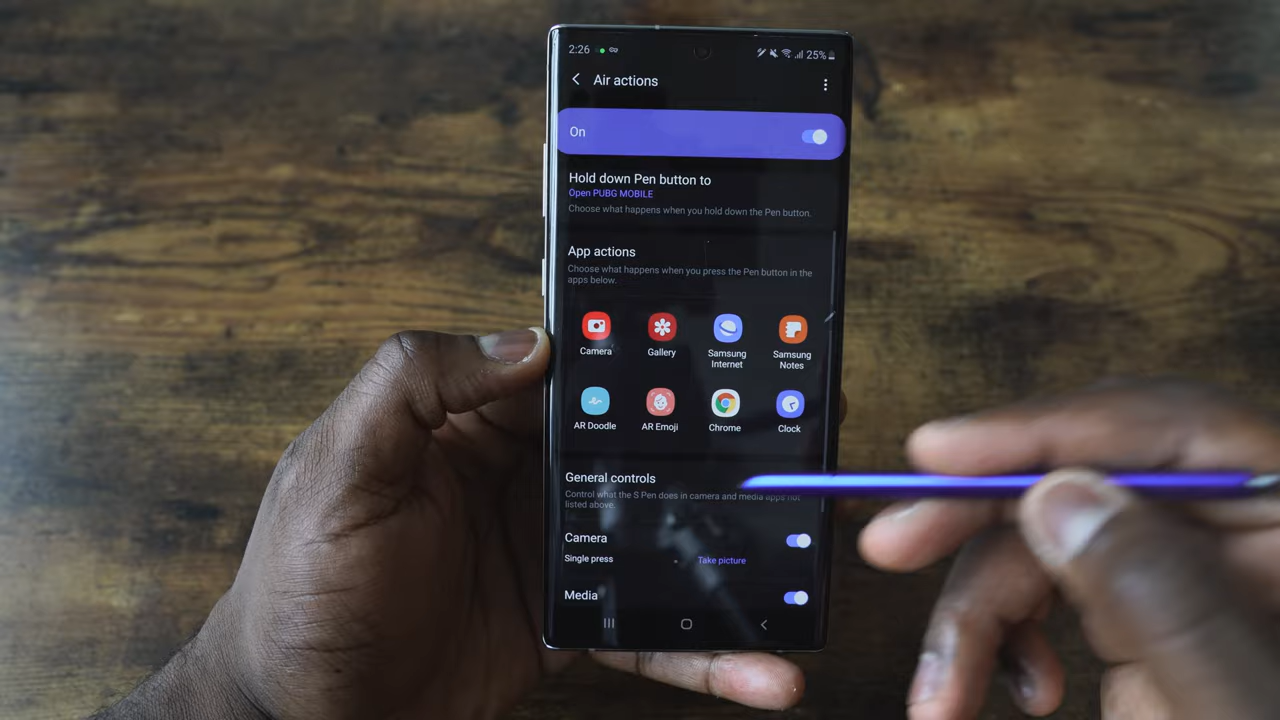 2:26
25%
Air actions
On
Hold down Pen button to
Open PUBG MOBILE
Choose what happens when you hold down the Pen button.
App actions
Choose what happens when you press the Pen button in the
apps below.
Camera
Gallery
Samsung
Internet
Samsung
Notes
AR Doodle
AR Emoji
Chrome
Clock
General controls
Control what the S Pen does in camera and media apps not
listed above.
Camera
Single press
Take picture
Media